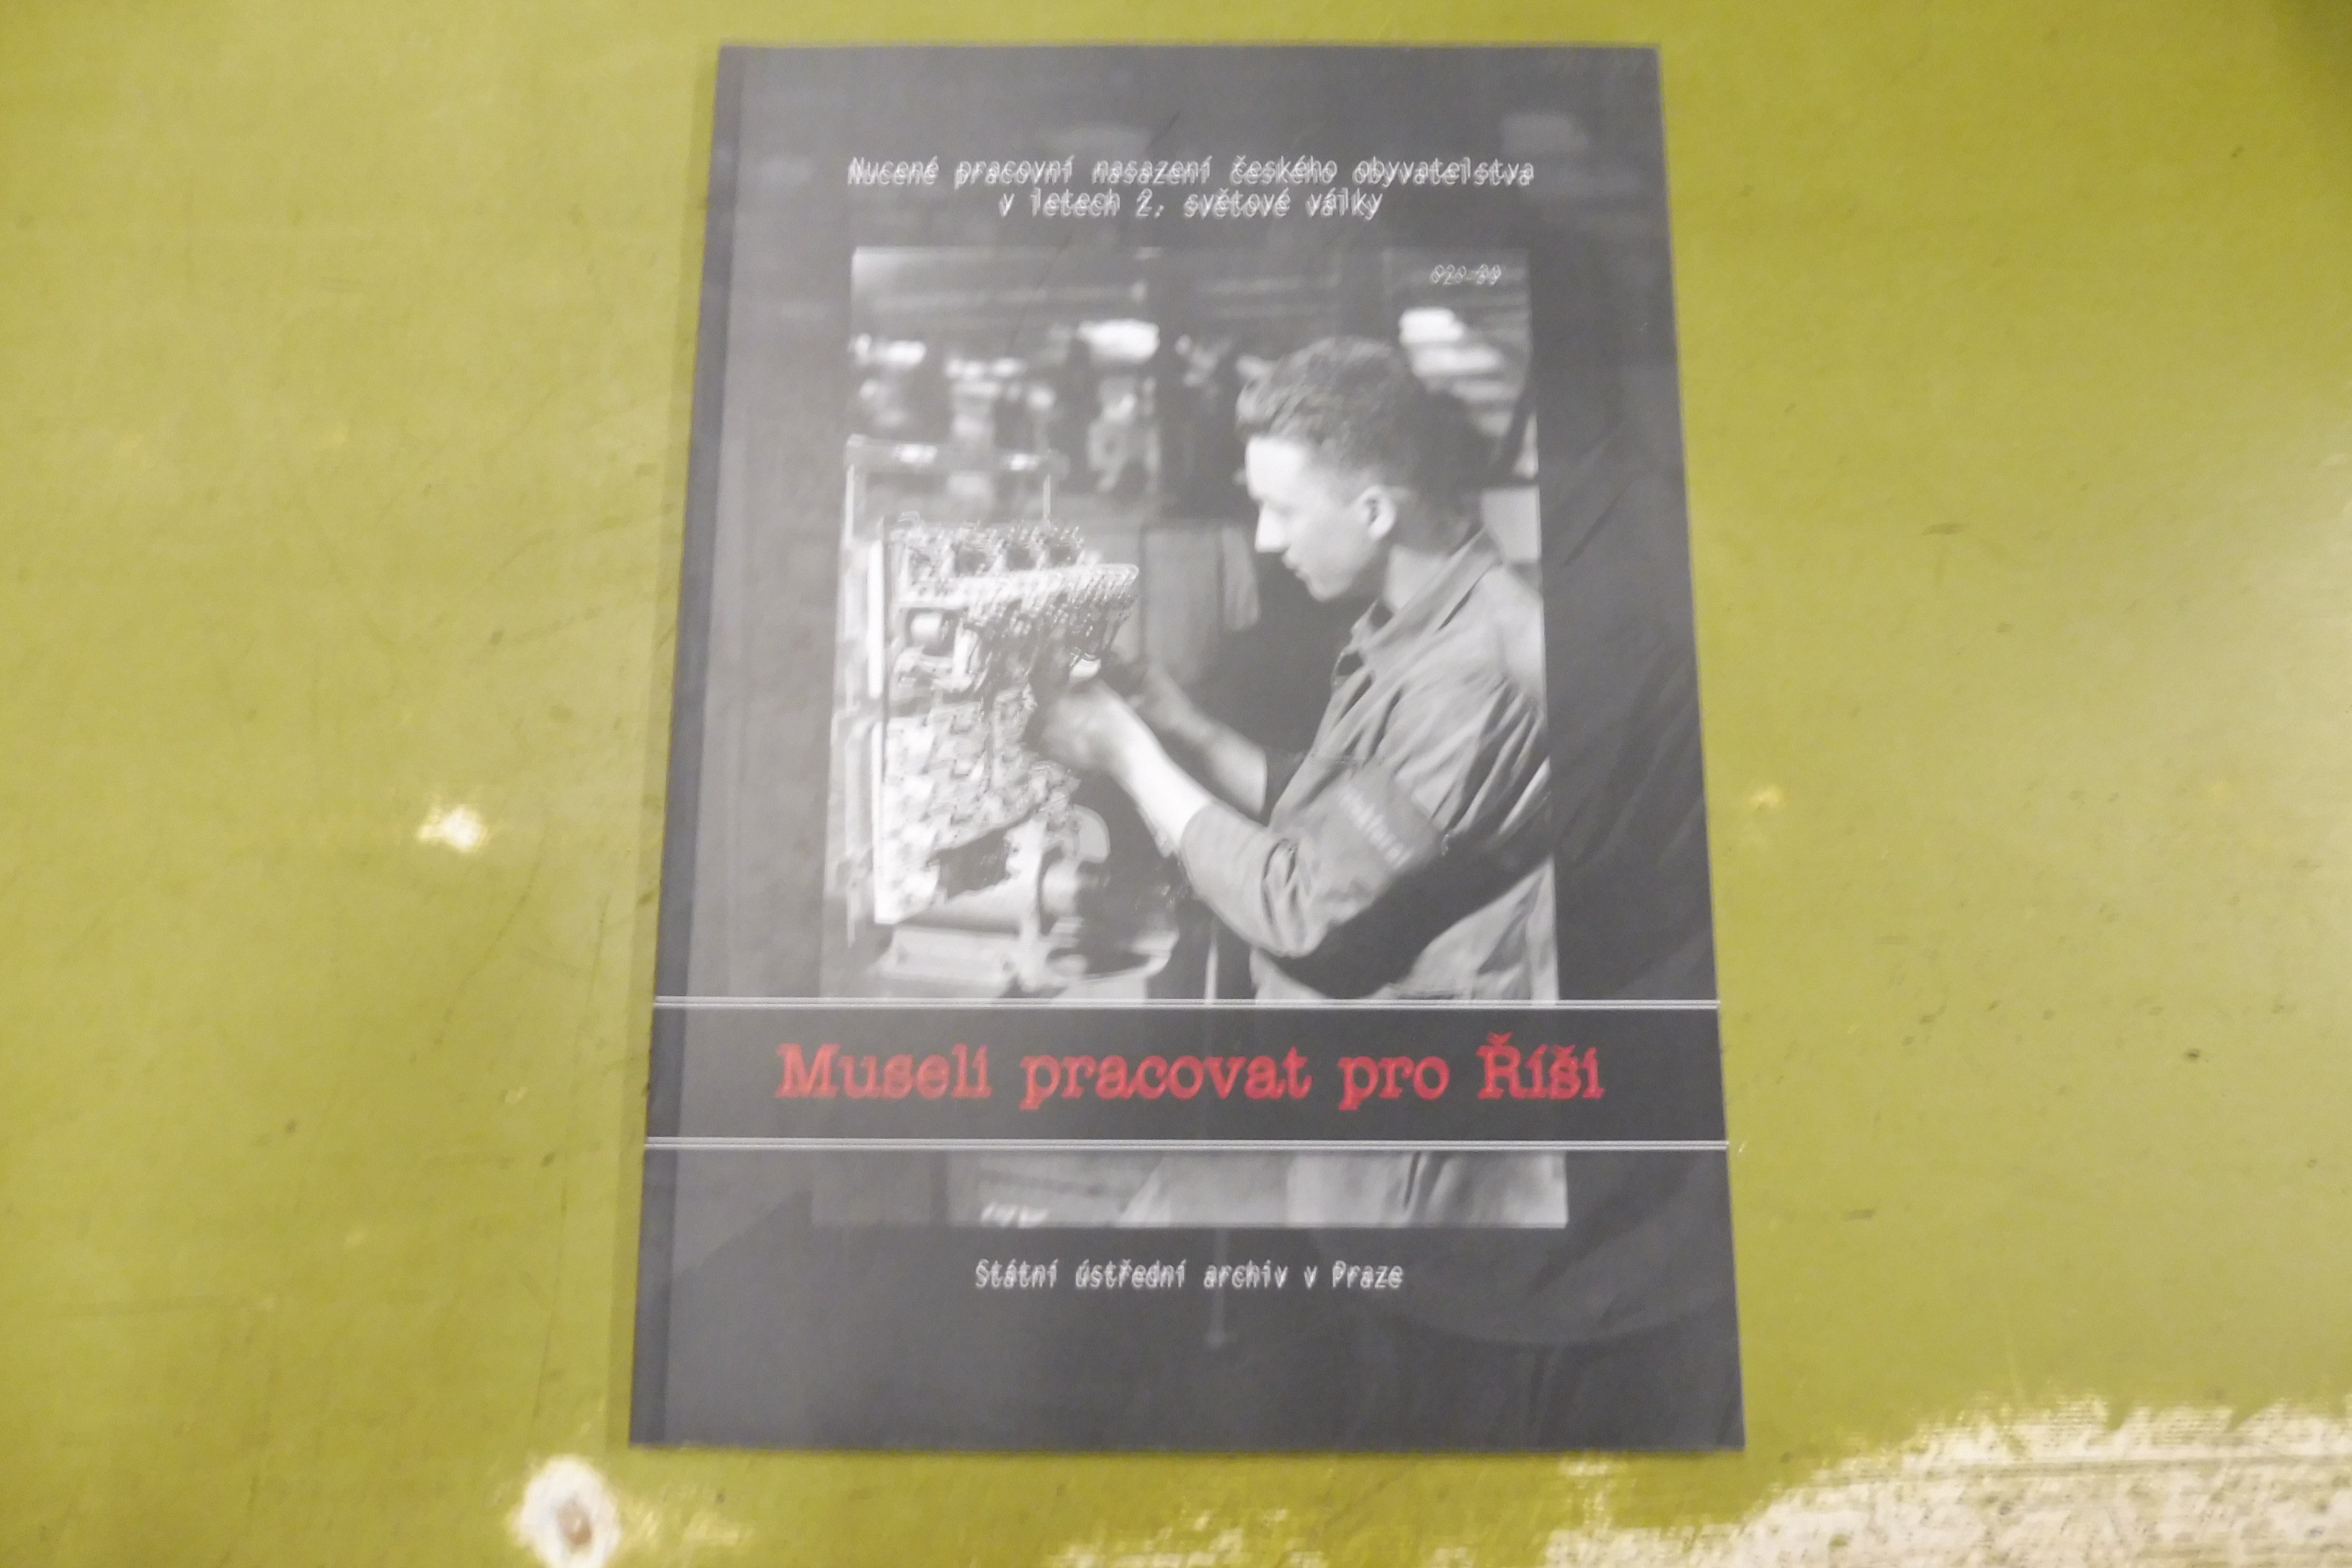 Nucené pracovní nasazení českého obyvatelstva
v letech 2. světové války
Museli pracovat pro Říši
Státní ústřední archiv v Praze